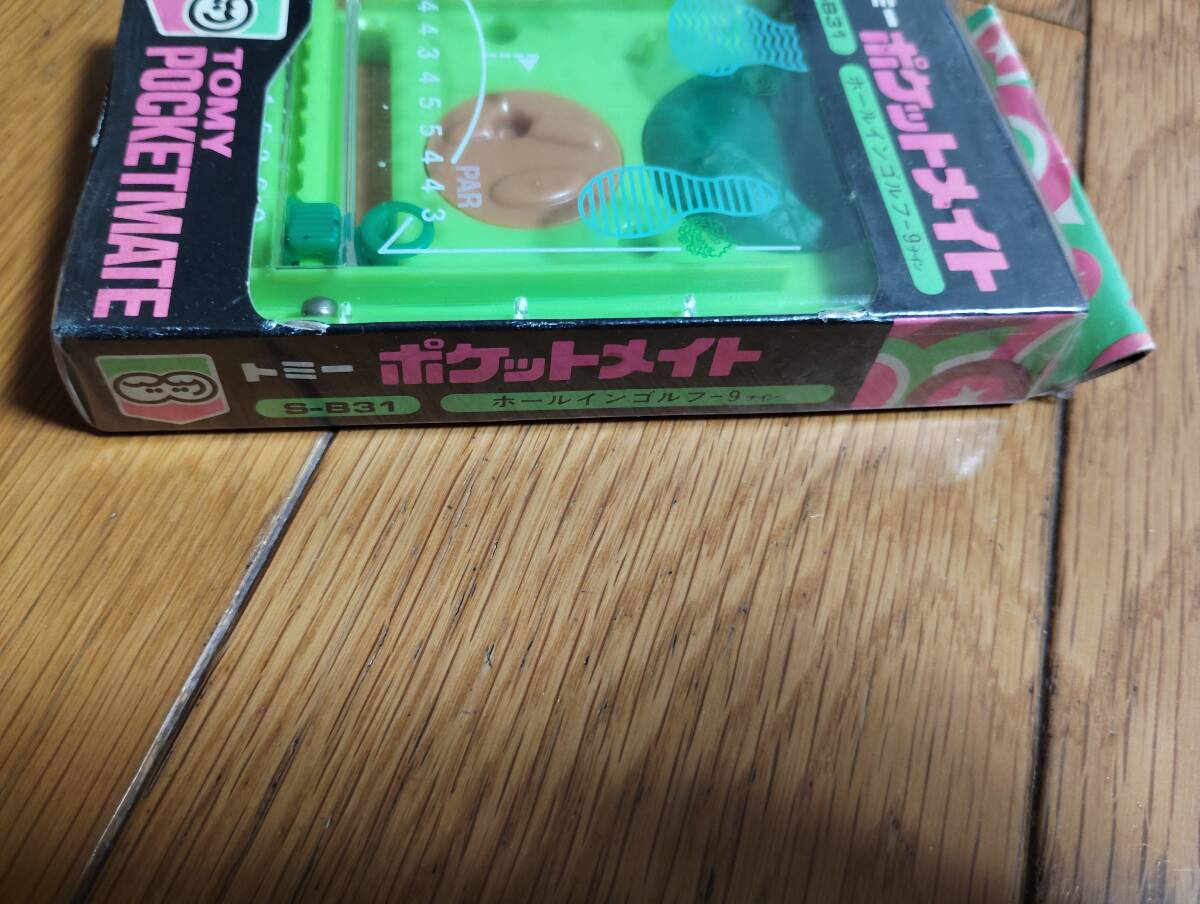 TOMY
POCKETMATE
4 4 3 4 5 5 4 4 3
PAR
B31
ポケットメイト
ホールインゴルフ-9 ナイン
トミー
ポケットメイト
S-B31
ホールインゴルフ-9 ナイン